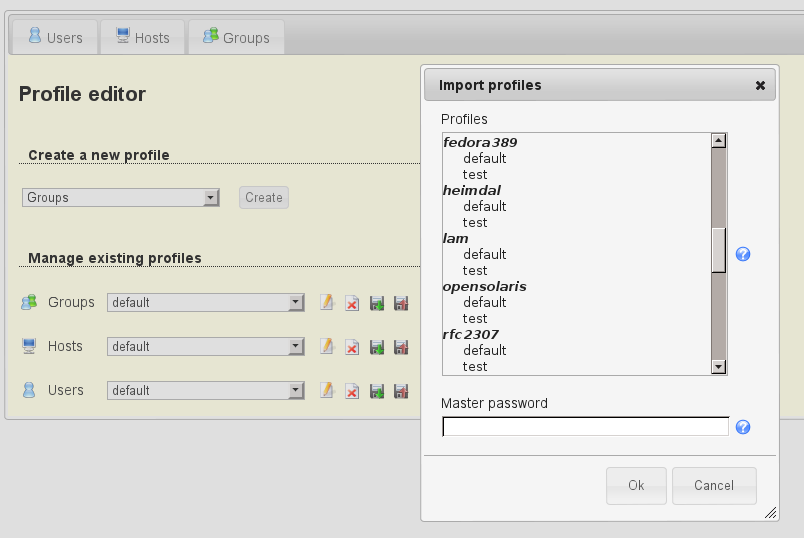 Users
Hosts
Groups
Profile editor
Create a new profile
Groups
Create
Manage existing profiles
Groups
default
Hosts
default
Users
default
Import profiles
Profiles
fedora389
default
test
heimdal
default
test
lam
default
test
opensolaris
default
test
rfc2307
default
test
Master password
Ok
Cancel